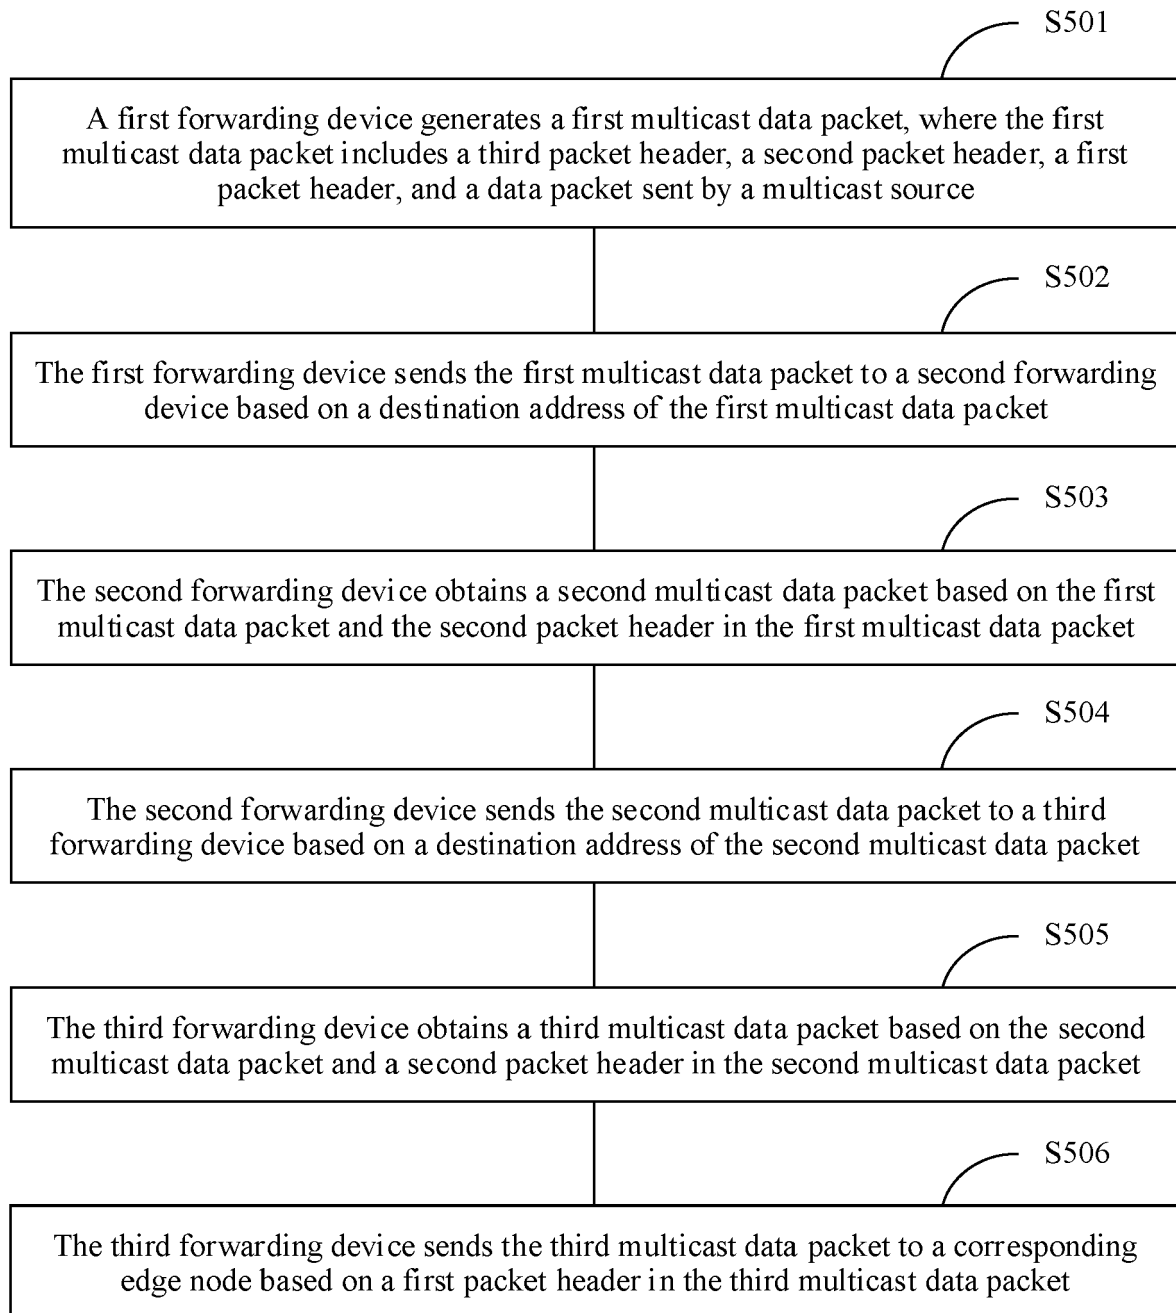 S501
A first forwarding device generates a first multicast data packet, where the first
multicast data packet includes a third packet header, a second packet header, a first
packet header, and a data packet sent by a multicast source
S502
The first forwarding device sends the first multicast data packet to a second forwarding
device based on a destination address of the first multicast data packet
S503
The second forwarding device obtains a second multicast data packet based on the first
multicast data packet and the second packet header in the first multicast data packet
S504
The second forwarding device sends the second multicast data packet to a third
forwarding device based on a destination address of the second multicast data packet
S505
The third forwarding device obtains a third multicast data packet based on the second
multicast data packet and a second packet header in the second multicast data packet
S506
The third forwarding device sends the third multicast data packet to a corresponding
edge node based on a first packet header in the third multicast data packet